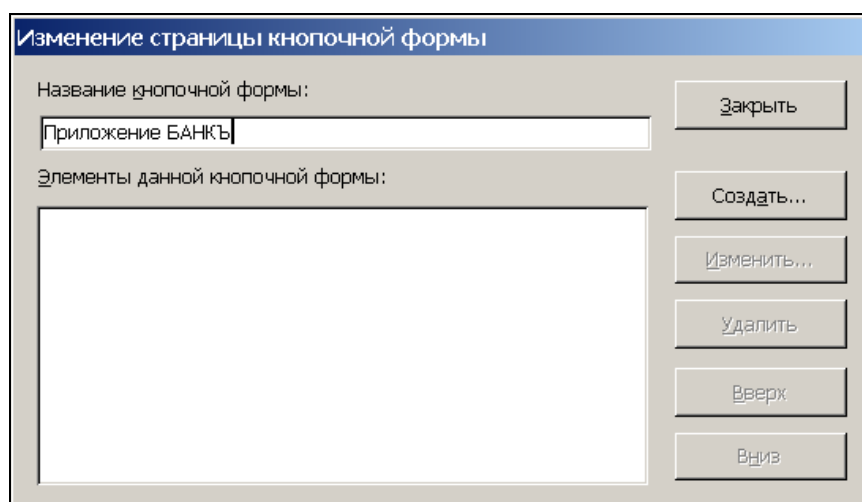 Изменение страницы кнопочной формы
Название кнопочной формы:
Закрыть
Приложение БАНКЪ
Элементы данной кнопочной формы:
Создать...
Изменить...
Удалить
Вверх
Вниз